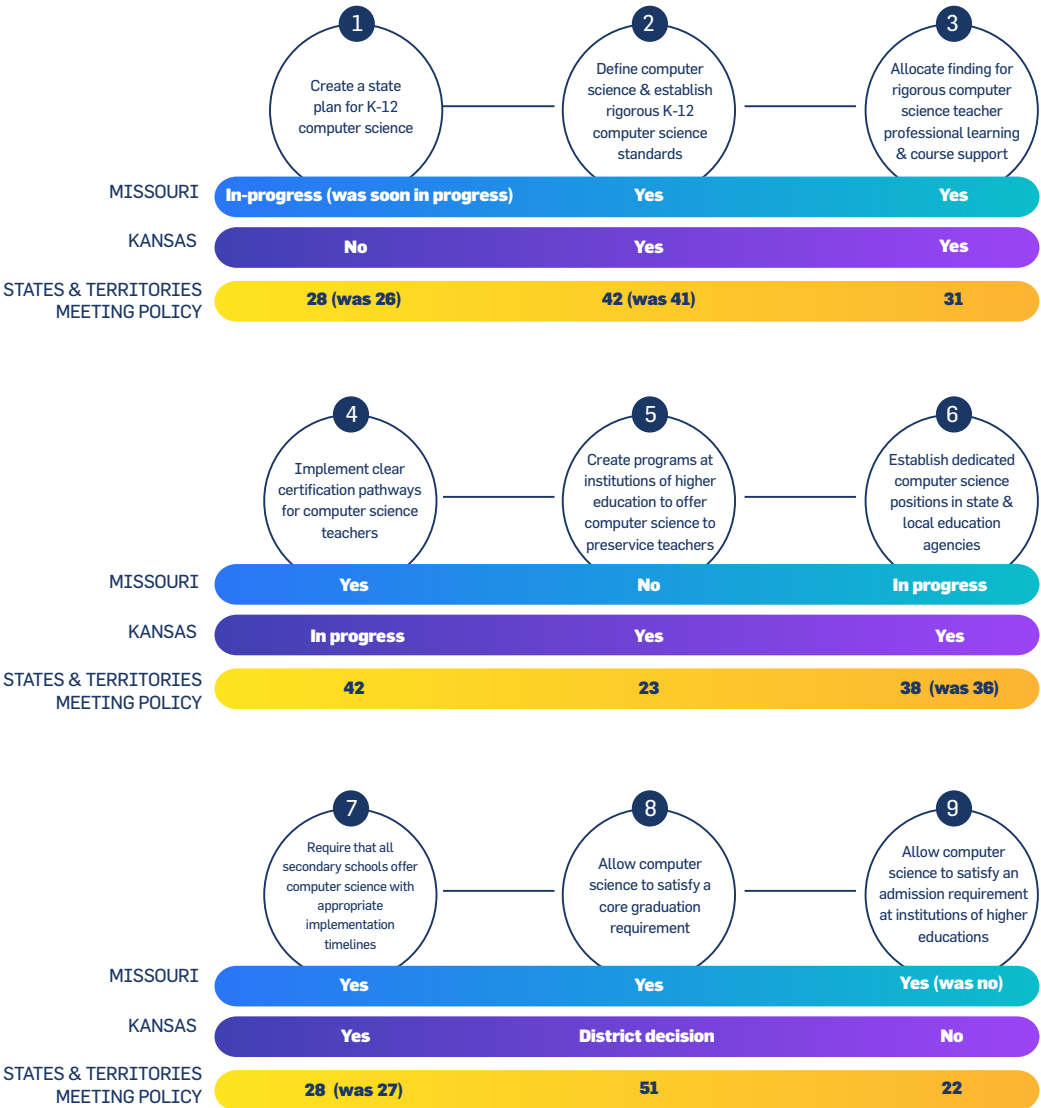 1
2
3
Create a state
plan for K-12
computer science
Define computer
science & establish
rigorous K-12
computer science
standards
Allocate finding for
rigorous computer
science teacher
professional learning
& course support
MISSOURI
In-progress (was soon in progress)
Yes
Yes
KANSAS
No
Yes
Yes
STATES & TERRITORIES
MEETING POLICY
28 (was 26)
42 (was 41)
31
4
5
6
Implement clear
certification pathways
for computer science
teachers
Create programs at
institutions of higher
education to offer
computer science to
preservice teachers
Establish dedicated
computer science
positions in state &
local education
agencies
MISSOURI
Yes
No
In progress
KANSAS
In progress
Yes
Yes
STATES & TERRITORIES
MEETING POLICY
42
23
38 (was 36)
7
8
9
Require that all
secondary schools offer
computer science with
appropriate
implementation
timelines
Allow computer
science to satisfy a
core graduation
requirement
Allow computer
science to satisfy an
admission requirement
at institutions of higher
educations
MISSOURI
Yes
Yes
Yes (was no)
KANSAS
Yes
District decision
No
STATES & TERRITORIES
MEETING POLICY
28 (was 27)
51
22